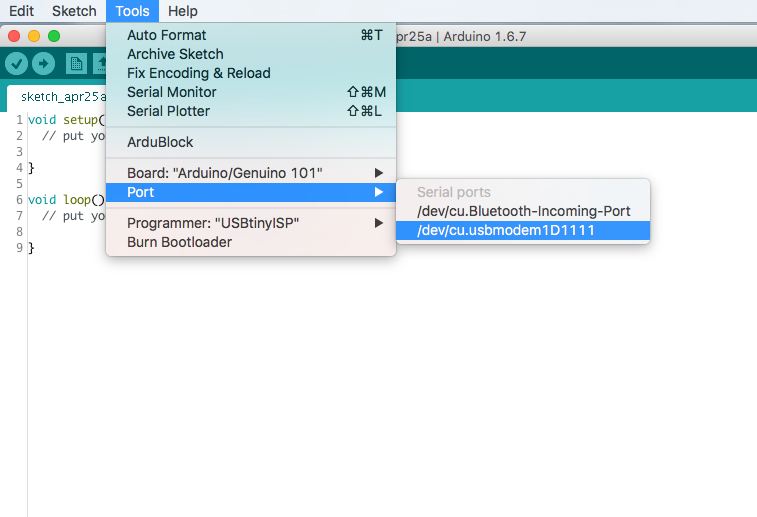 Edit Sketch Tools Help
pr25a | Arduino 1.6.7
sketch_apr25a
Auto Format ⌘T
Archive Sketch
Fix Encoding & Reload
Serial Monitor ⇧⌘M
Serial Plotter ⇧⌘L
ArduBlock
Board: "Arduino/Genuino 101"
Port
Programmer: "USBtinyISP"
Burn Bootloader
Serial ports
/dev/cu.Bluetooth-Incoming-Port
/dev/cu.usbmodem1D1111
1 void setup()
2 // put yo
3
4 }
5
6 void loop()
7 // put yo
8
9 }